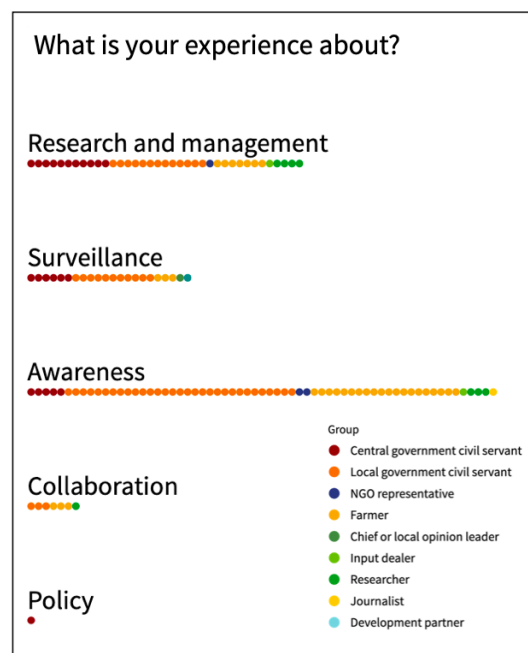 What is your experience about?
Research and management
Surveillance
Awareness
Collaboration
Policy
Group
Central government civil servant
Local government civil servant
NGO representative
Farmer
Chief or local opinion leader
Input dealer
Researcher
Journalist
Development partner